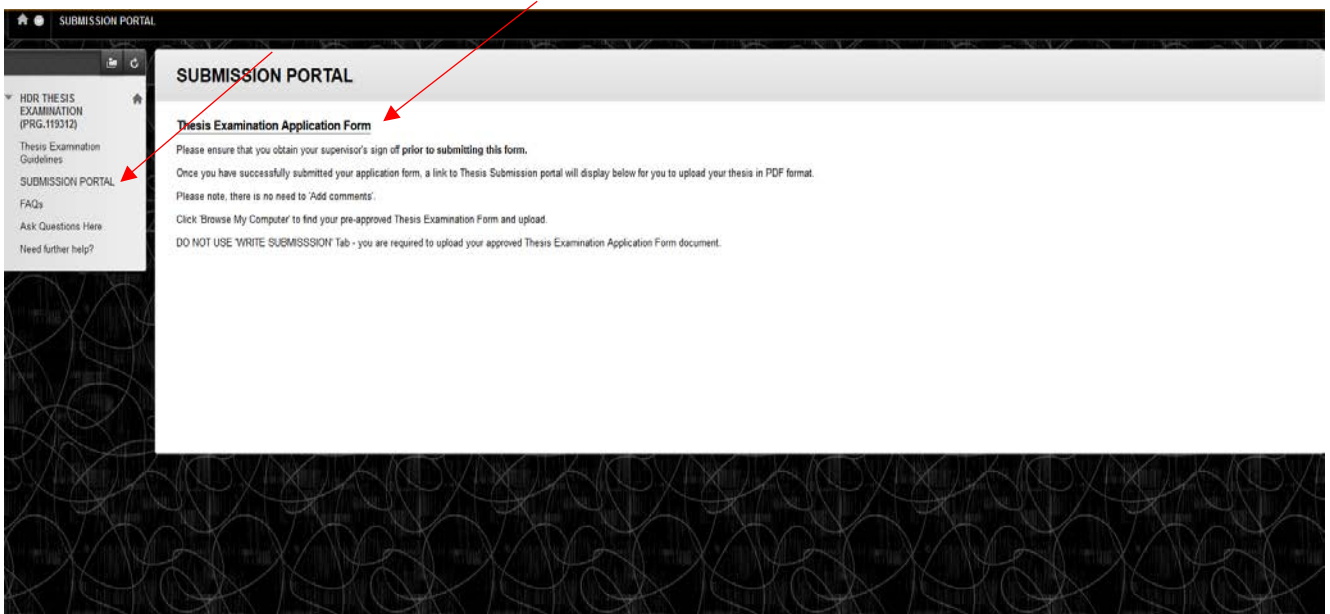 SUBMISSION PORTAL
HDR THESIS
EXAMINATION
(PRG.119312)
Thesis Examination
Guidelines
SUBMISSION PORTAL
FAQs
Ask Questions Here
Need further help?
SUBMISSION PORTAL
Thesis Examination Application Form
Please ensure that you obtain your supervisor's sign off prior to submitting this form.
Once you have successfully submitted your application form, a link to Thesis Submission portal will display below for you to upload your thesis in PDF format.
Please note, there is no need to 'Add comments'.
Click 'Browse My Computer' to find your pre-approved Thesis Examination Form and upload.
DO NOT USE 'WRITE SUBMISSSION' Tab - you are required to upload your approved Thesis Examination Application Form document.